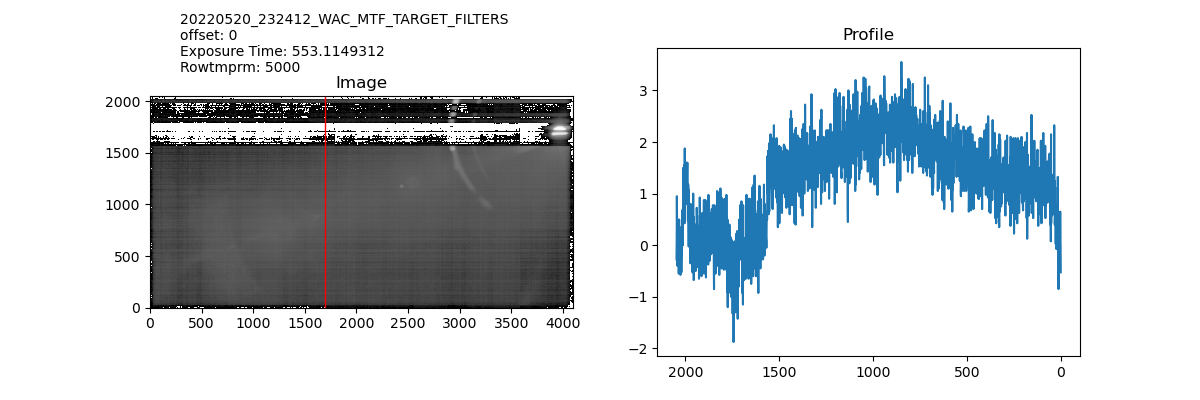 20220520_232412_WAC_MTF_TARGET_FILTERS
offset: 0
Exposure Time: 553.1149312
Rowtmprm: 5000
Image
2000
1500
1000
500
0
0 500 1000 1500 2000 2500 3000 3500 4000
Profile
3
2
1
0
−1
−2
2000 1500 1000 500 0